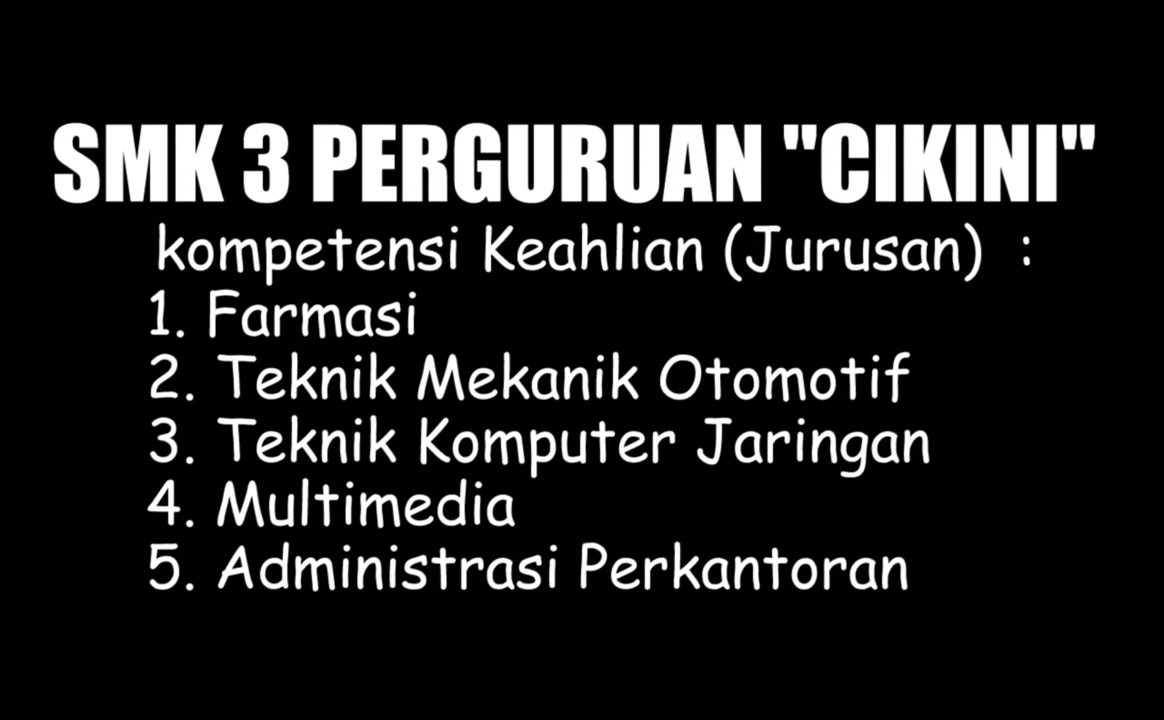 SMK 3 PERGURUAN "CIKINI"
kompetensi Keahlian (Jurusan) :
1. Farmasi
2. Teknik Mekanik Otomotif
3. Teknik Komputer Jaringan
4. Multimedia
5. Administrasi Perkantoran